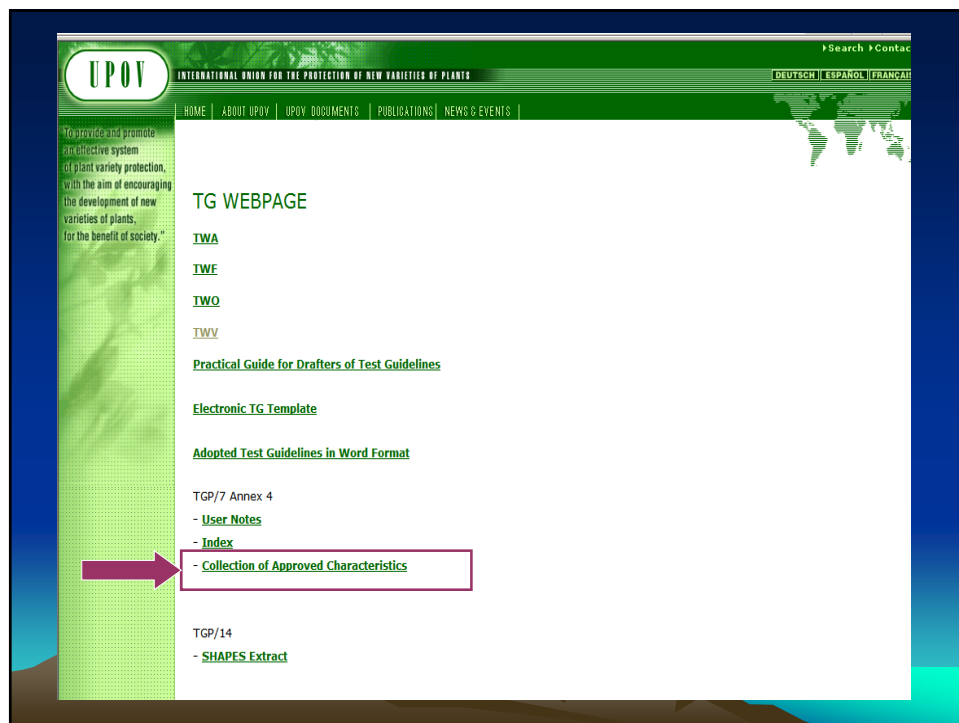 ▸Search ▸Contac
UPOV
INTERNATIONAL UNION FOR THE PROTECTION OF NEW VARIETIES OF PLANTS
DEUTSCH ESPAÑOL FRANÇAIS
HOME | ABOUT UPOV | UPOV DOCUMENTS | PUBLICATIONS | NEWS & EVENTS |
To provide and promote
an effective system
of plant variety protection,
with the aim of encouraging
the development of new
varieties of plants,
for the benefit of society."
TG WEBPAGE
TWA
TWF
TWO
TWV
Practical Guide for Drafters of Test Guidelines
Electronic TG Template
Adopted Test Guidelines in Word Format
TGP/7 Annex 4
- User Notes
- Index
- Collection of Approved Characteristics
TGP/14
- SHAPES Extract